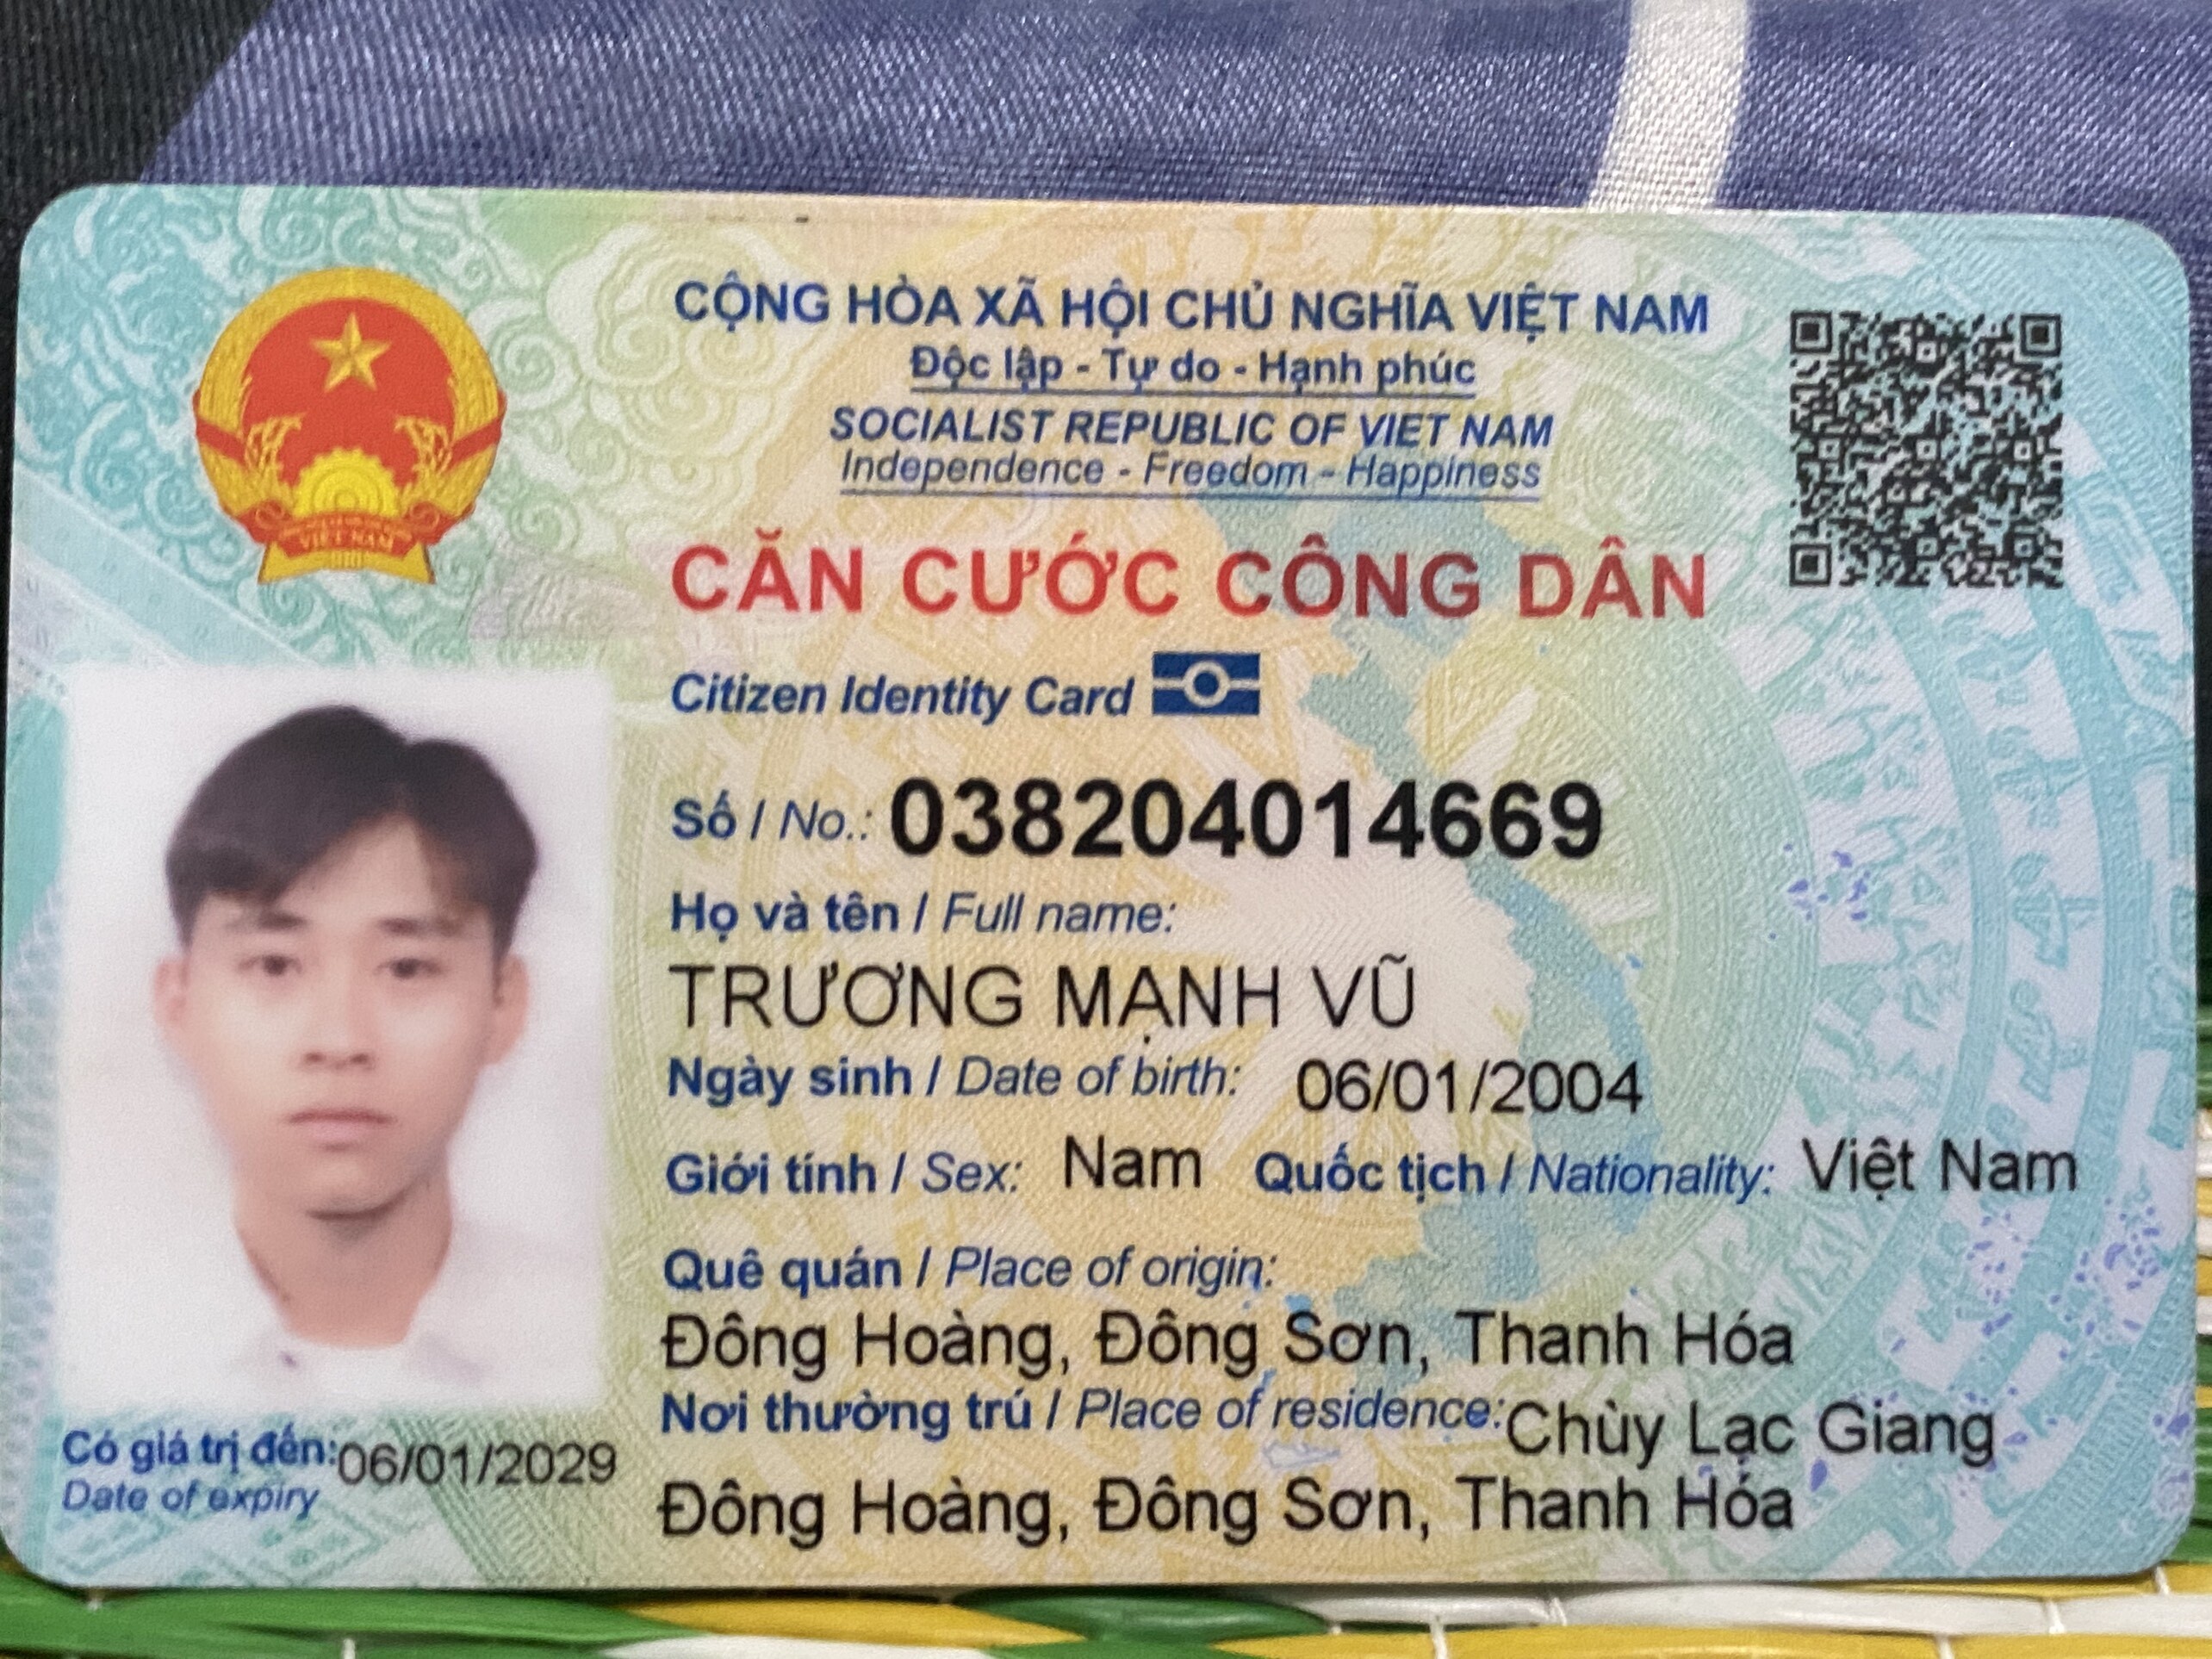 CỘNG HÒA XÃ HỘI CHỦ NGHĨA VIỆT NAM
Độc lập - Tự do - Hạnh phúc
SOCIALIST REPUBLIC OF VIET NAM
Independence - Freedom - Happiness
CĂN CƯỚC CÔNG DÂN
Citizen Identity Card
Số / No.: 038204014669
Họ và tên / Full name:
TRƯƠNG MẠNH VŨ
Ngày sinh / Date of birth: 06/01/2004
Giới tính / Sex: Nam Quốc tịch / Nationality: Việt Nam
Quê quán / Place of origin:
Đông Hoàng, Đông Sơn, Thanh Hóa
Nơi thường trú / Place of residence: Chùy Lạc Giang
Đông Hoàng, Đông Sơn, Thanh Hóa
Có giá trị đến: 06/01/2029
Date of expiry
VIỆT NAM